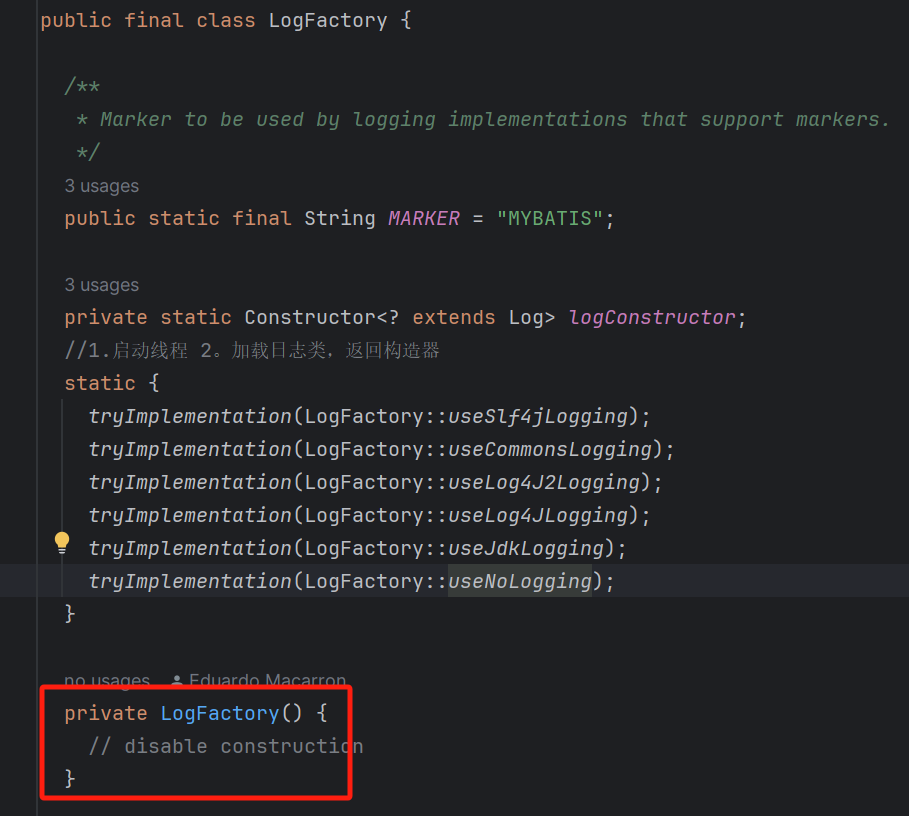 public final class LogFactory {
/**
* Marker to be used by logging implementations that support markers.
*/
3 usages
public static final String MARKER = "MYBATIS";
3 usages
private static Constructor<? extends Log> logConstructor;
//1.启动线程 2。加载日志类，返回构造器
static {
tryImplementation(LogFactory::useSlf4jLogging);
tryImplementation(LogFactory::useCommonsLogging);
tryImplementation(LogFactory::useLog4J2Logging);
tryImplementation(LogFactory::useLog4JLogging);
tryImplementation(LogFactory::useJdkLogging);
tryImplementation(LogFactory::useNoLogging);
}
no usages Eduardo Macarron
private LogFactory() {
// disable construction
}